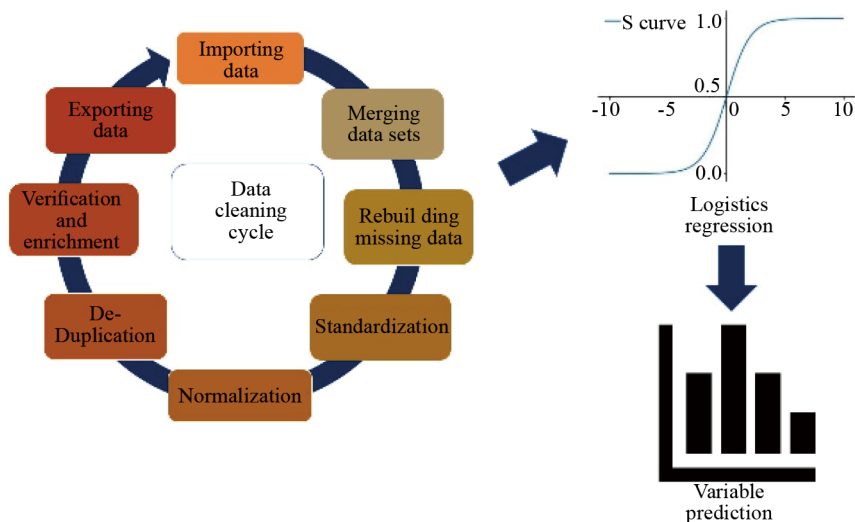 Importing
data
Merging
data sets
Rebuil ding
missing data
Standardization
Normalization
De-
Duplication
Verification
and
enrichment
Exporting
data
Data
cleaning
cycle
S curve
1.0
0.5
-10
-5
0
5
10
0.0
Logistics
regression
Variable
prediction